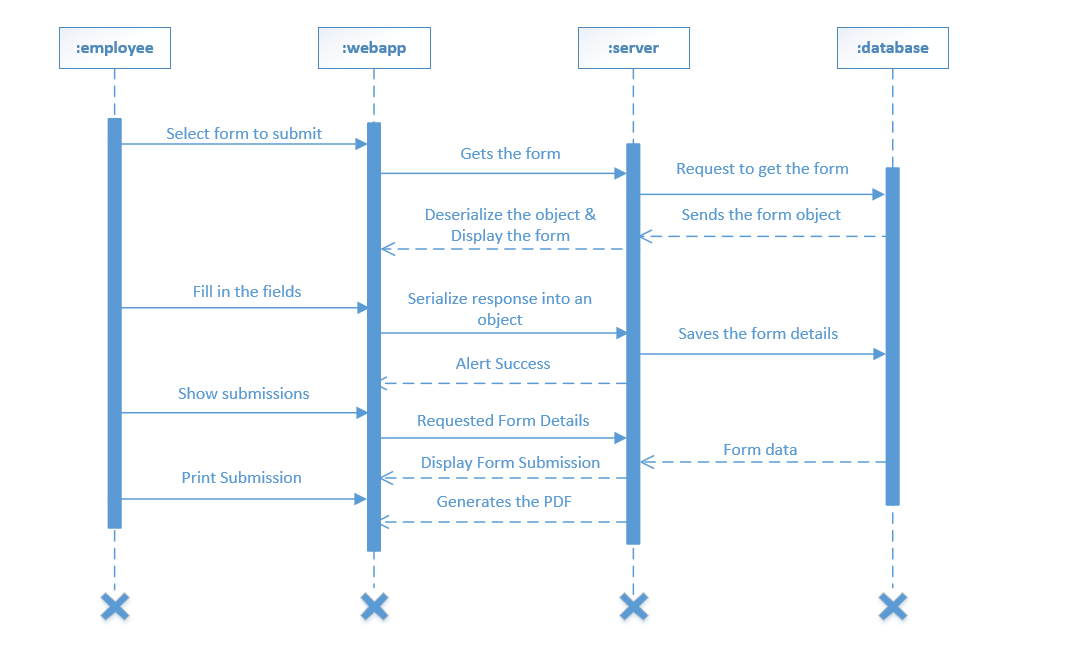 :employee
:webapp
:server
:database
Select form to submit
Gets the form
Request to get the form
Sends the form object
Deserialize the object &
Display the form
Fill in the fields
Serialize response into an
object
Saves the form details
Alert Success
Show submissions
Requested Form Details
Form data
Display Form Submission
Print Submission
Generates the PDF